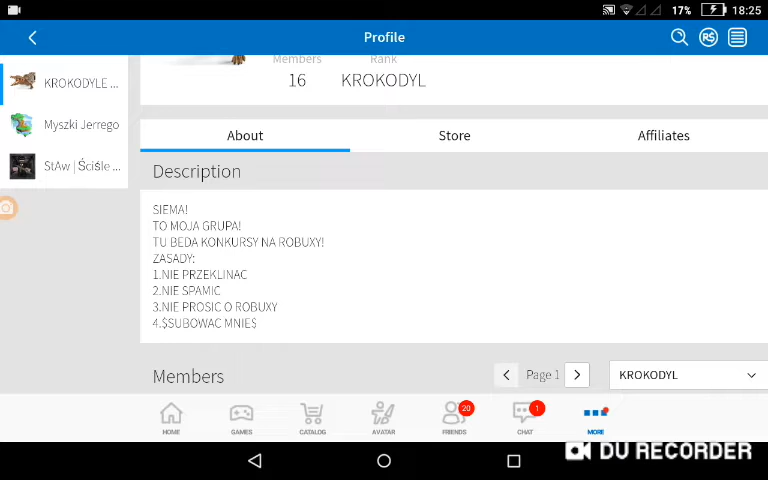 17% 18:25
Profile
RS
KROKODYLE ...
Myszki Jerrego
StAw | Ściśle ...
Members Rank
16 KROKODYL
About Store Affiliates
Description
SIEMA!
TO MOJA GRUPA!
TU BEDA KONKURSY NA ROBUXY!
ZASADY:
1.NIE PRZEKLINAC
2.NIE SPAMIC
3.NIE PROSIC O ROBUXY
4.$SUBOWAC MNIE$
Members Page 1 KROKODYL
20 1
HOME GAMES CATALOG AVATAR FRIENDS CHAT MORE
DU RECORDER